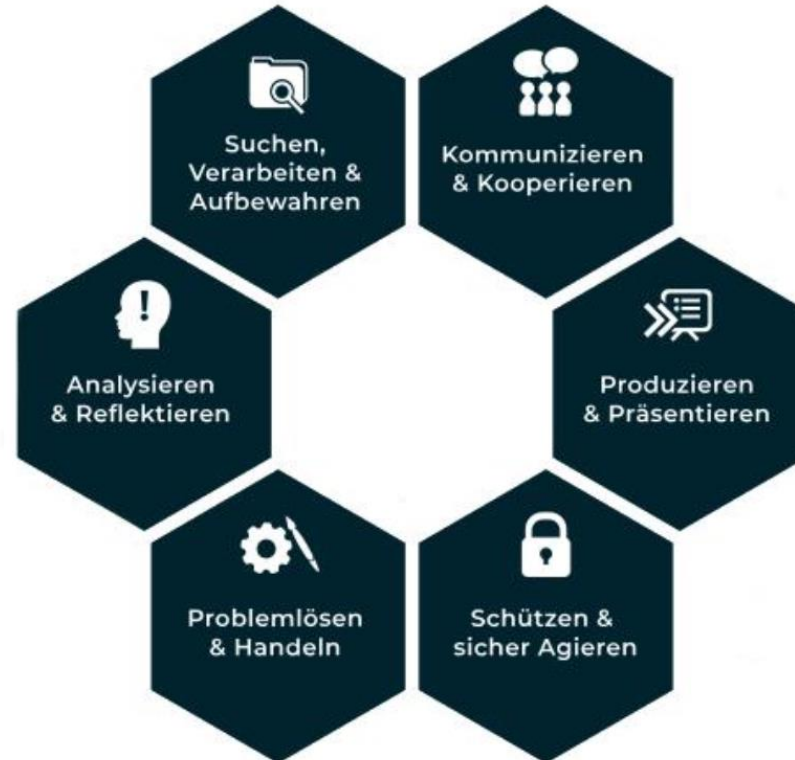 Suchen,
Verarbeiten &
Aufbewahren
Kommunizieren
& Kooperieren
Analysieren
& Reflektieren
Produzieren
& Präsentieren
Problemlösen
& Handeln
Schützen &
sicher Agieren